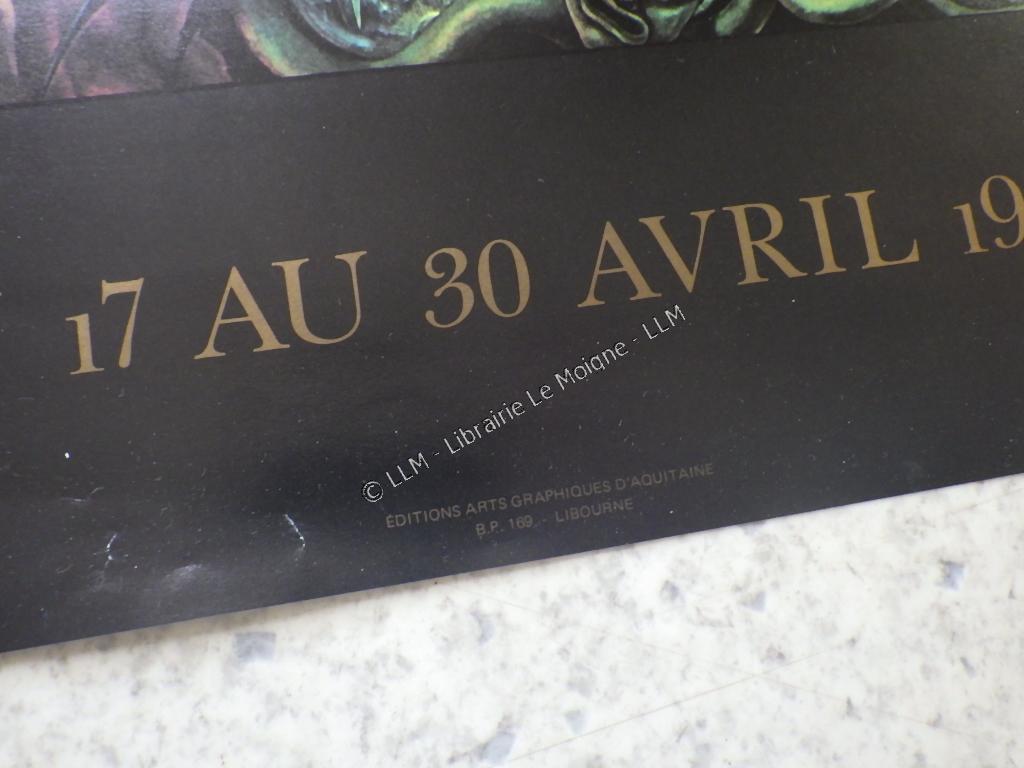 17 AU 30 AVRIL 19
© LLM - Librairie Le Moigne - LLM
ÉDITIONS ARTS GRAPHIQUES D'AQUITAINE
B.P. 169 - LIBOURNE